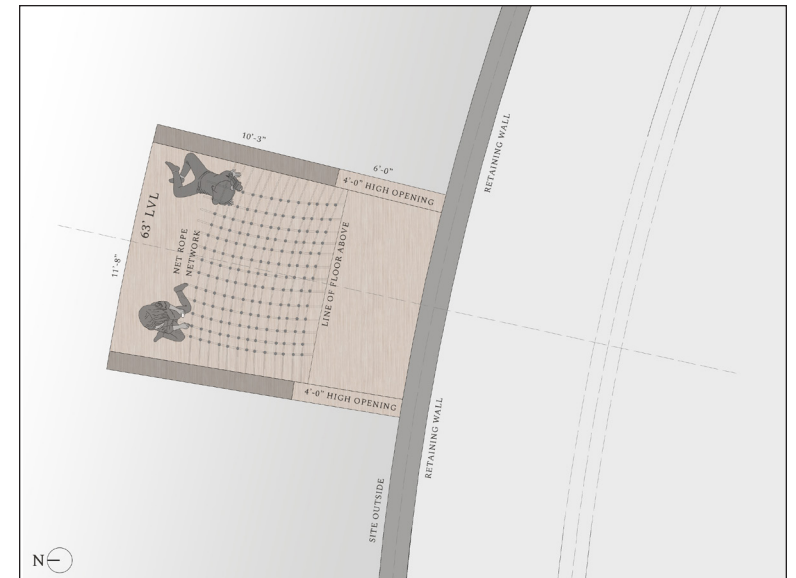 10'-3"
6'-0"
4'-0" HIGH OPENING
RETAINING WALL
63' LVL
NET ROPE
NETWORK
LINE OF FLOOR ABOVE
11'-8"
4'-0" HIGH OPENING
RETAINING WALL
SITE OUTSIDE
N